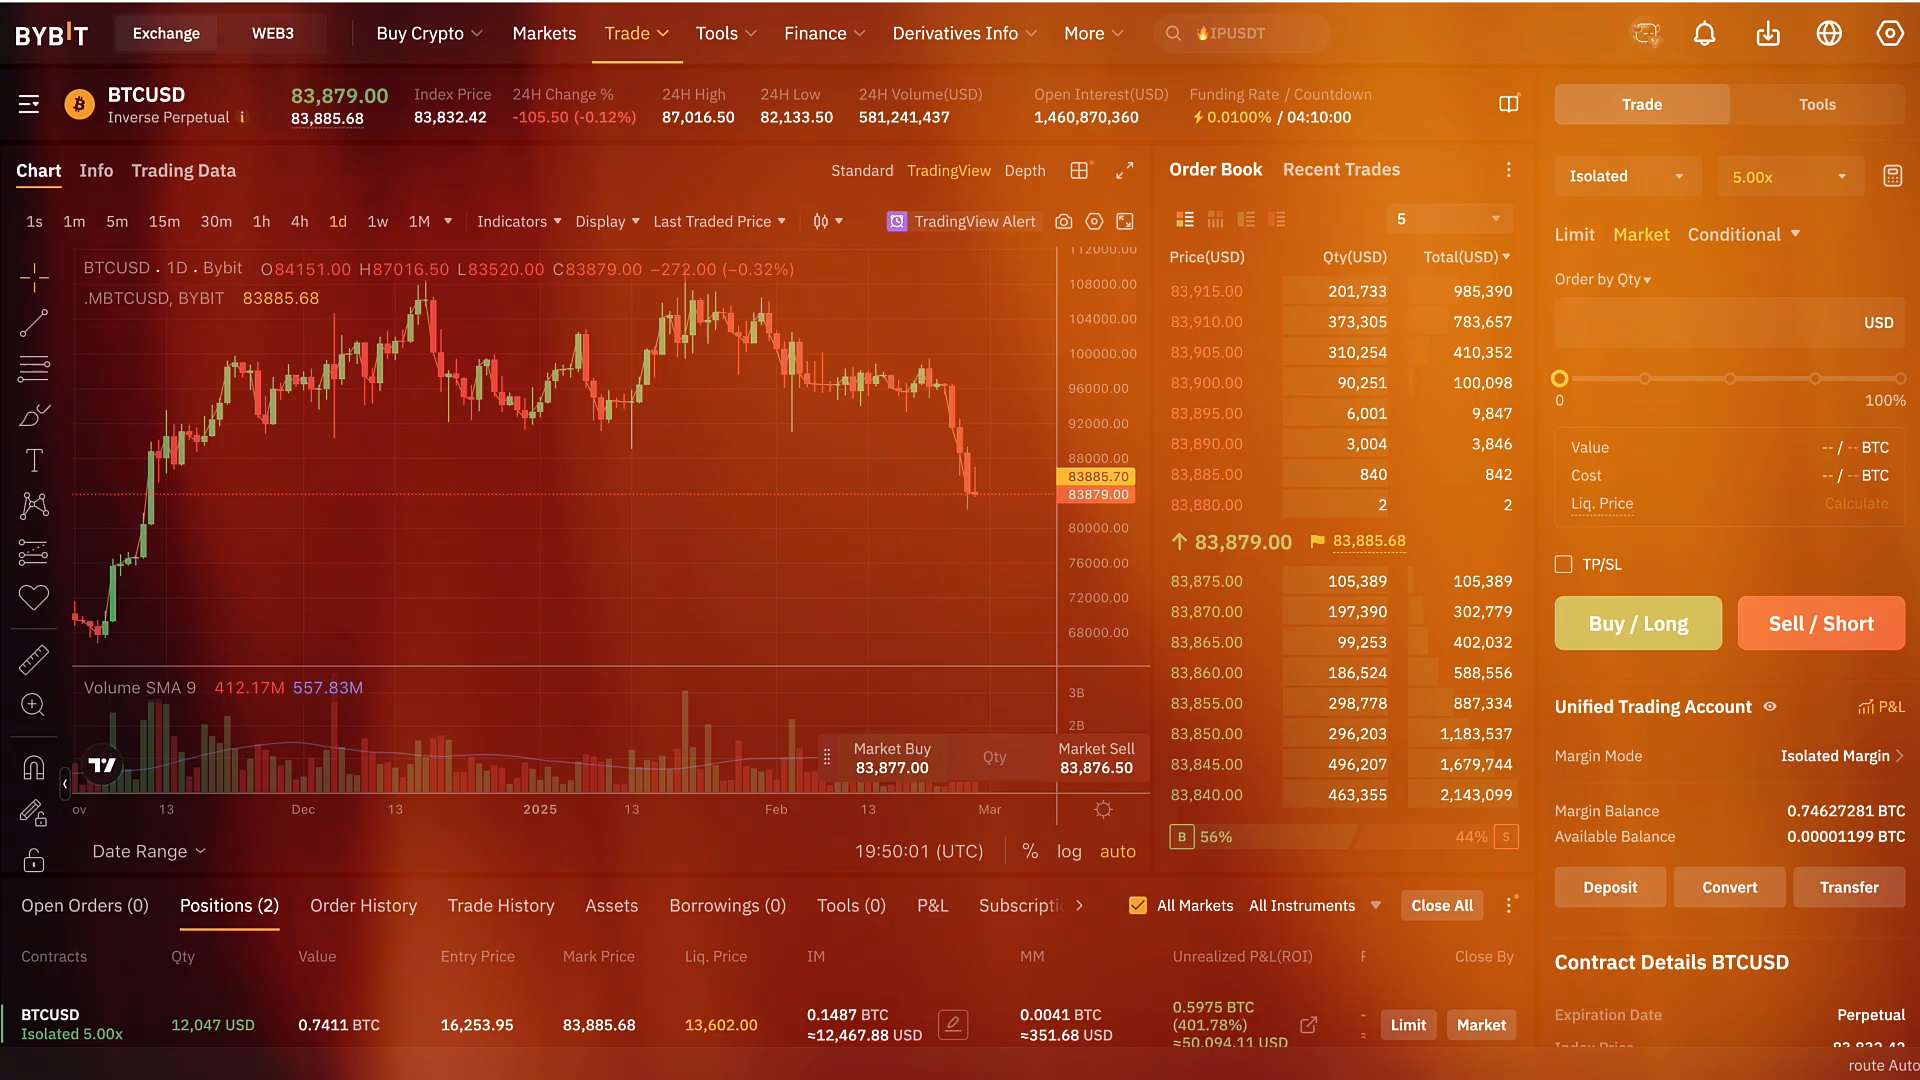 BYBIT Exchange WEB3 Buy Crypto Markets Trade Tools Finance Derivatives Info More IPUSDT
BTCUSD
Inverse Perpetual i
83,879.00
83,885.68
Index Price
83,832.42
24H Change %
-105.50 (-0.12%)
24H High
87,016.50
24H Low
82,133.50
24H Volume(USD)
581,241,437
Open Interest(USD)
1,460,870,360
Funding Rate / Countdown
0.0100% / 04:10:00
Chart Info Trading Data
Standard TradingView Depth
1s 1m 5m 15m 30m 1h 4h 1d 1w 1M Indicators Display Last Traded Price TradingView Alert
BTCUSD . 1D . Bybit O84151.00 H87016.50 L83520.00 C83879.00 −272.00 (−0.32%)
.MBTCUSD, BYBIT 83885.68
112000.00
108000.00
104000.00
100000.00
96000.00
92000.00
88000.00
83885.70
83879.00
80000.00
76000.00
72000.00
68000.00
Volume SMA 9 412.17M 557.83M
3B
2B
Market Buy
83,877.00
Qty
Market Sell
83,876.50
ov 13 Dec 13 2025 13 Feb 13 Mar
Date Range
19:50:01 (UTC) % log auto
Order Book Recent Trades
5
Price(USD) Qty(USD) Total(USD)
83,915.00 201,733 985,390
83,910.00 373,305 783,657
83,905.00 310,254 410,352
83,900.00 90,251 100,098
83,895.00 6,001 9,847
83,890.00 3,004 3,846
83,885.00 840 842
83,880.00 2 2
83,879.00 83,885.68
83,875.00 105,389 105,389
83,870.00 197,390 302,779
83,865.00 99,253 402,032
83,860.00 186,524 588,556
83,855.00 298,778 887,334
83,850.00 296,203 1,183,537
83,845.00 496,207 1,679,744
83,840.00 463,355 2,143,099
B 56% 44% S
Trade Tools
Isolated 5.00x
Limit Market Conditional
Order by Qty
USD
0 100%
Value -- / -- BTC
Cost -- / -- BTC
Liq. Price Calculate
TP/SL
Buy / Long Sell / Short
Unified Trading Account P&L
Margin Mode Isolated Margin
Margin Balance 0.74627281 BTC
Available Balance 0.00001199 BTC
Deposit Convert Transfer
Contract Details BTCUSD
Expiration Date Perpetual
Index Price 83,832.42
Open Orders (0) Positions (2) Order History Trade History Assets Borrowings (0) Tools (0) P&L Subscripti All Markets All Instruments Close All
Contracts Qty Value Entry Price Mark Price Liq. Price IM MM Unrealized P&L(ROI) Close By
BTCUSD
Isolated 5.00x
12,047 USD 0.7411 BTC 16,253.95 83,885.68 13,602.00
0.1487 BTC
≈12,467.88 USD
0.0041 BTC
≈351.68 USD
0.5975 BTC
(401.78%)
≈50,094.11 USD
Limit Market
route Auto